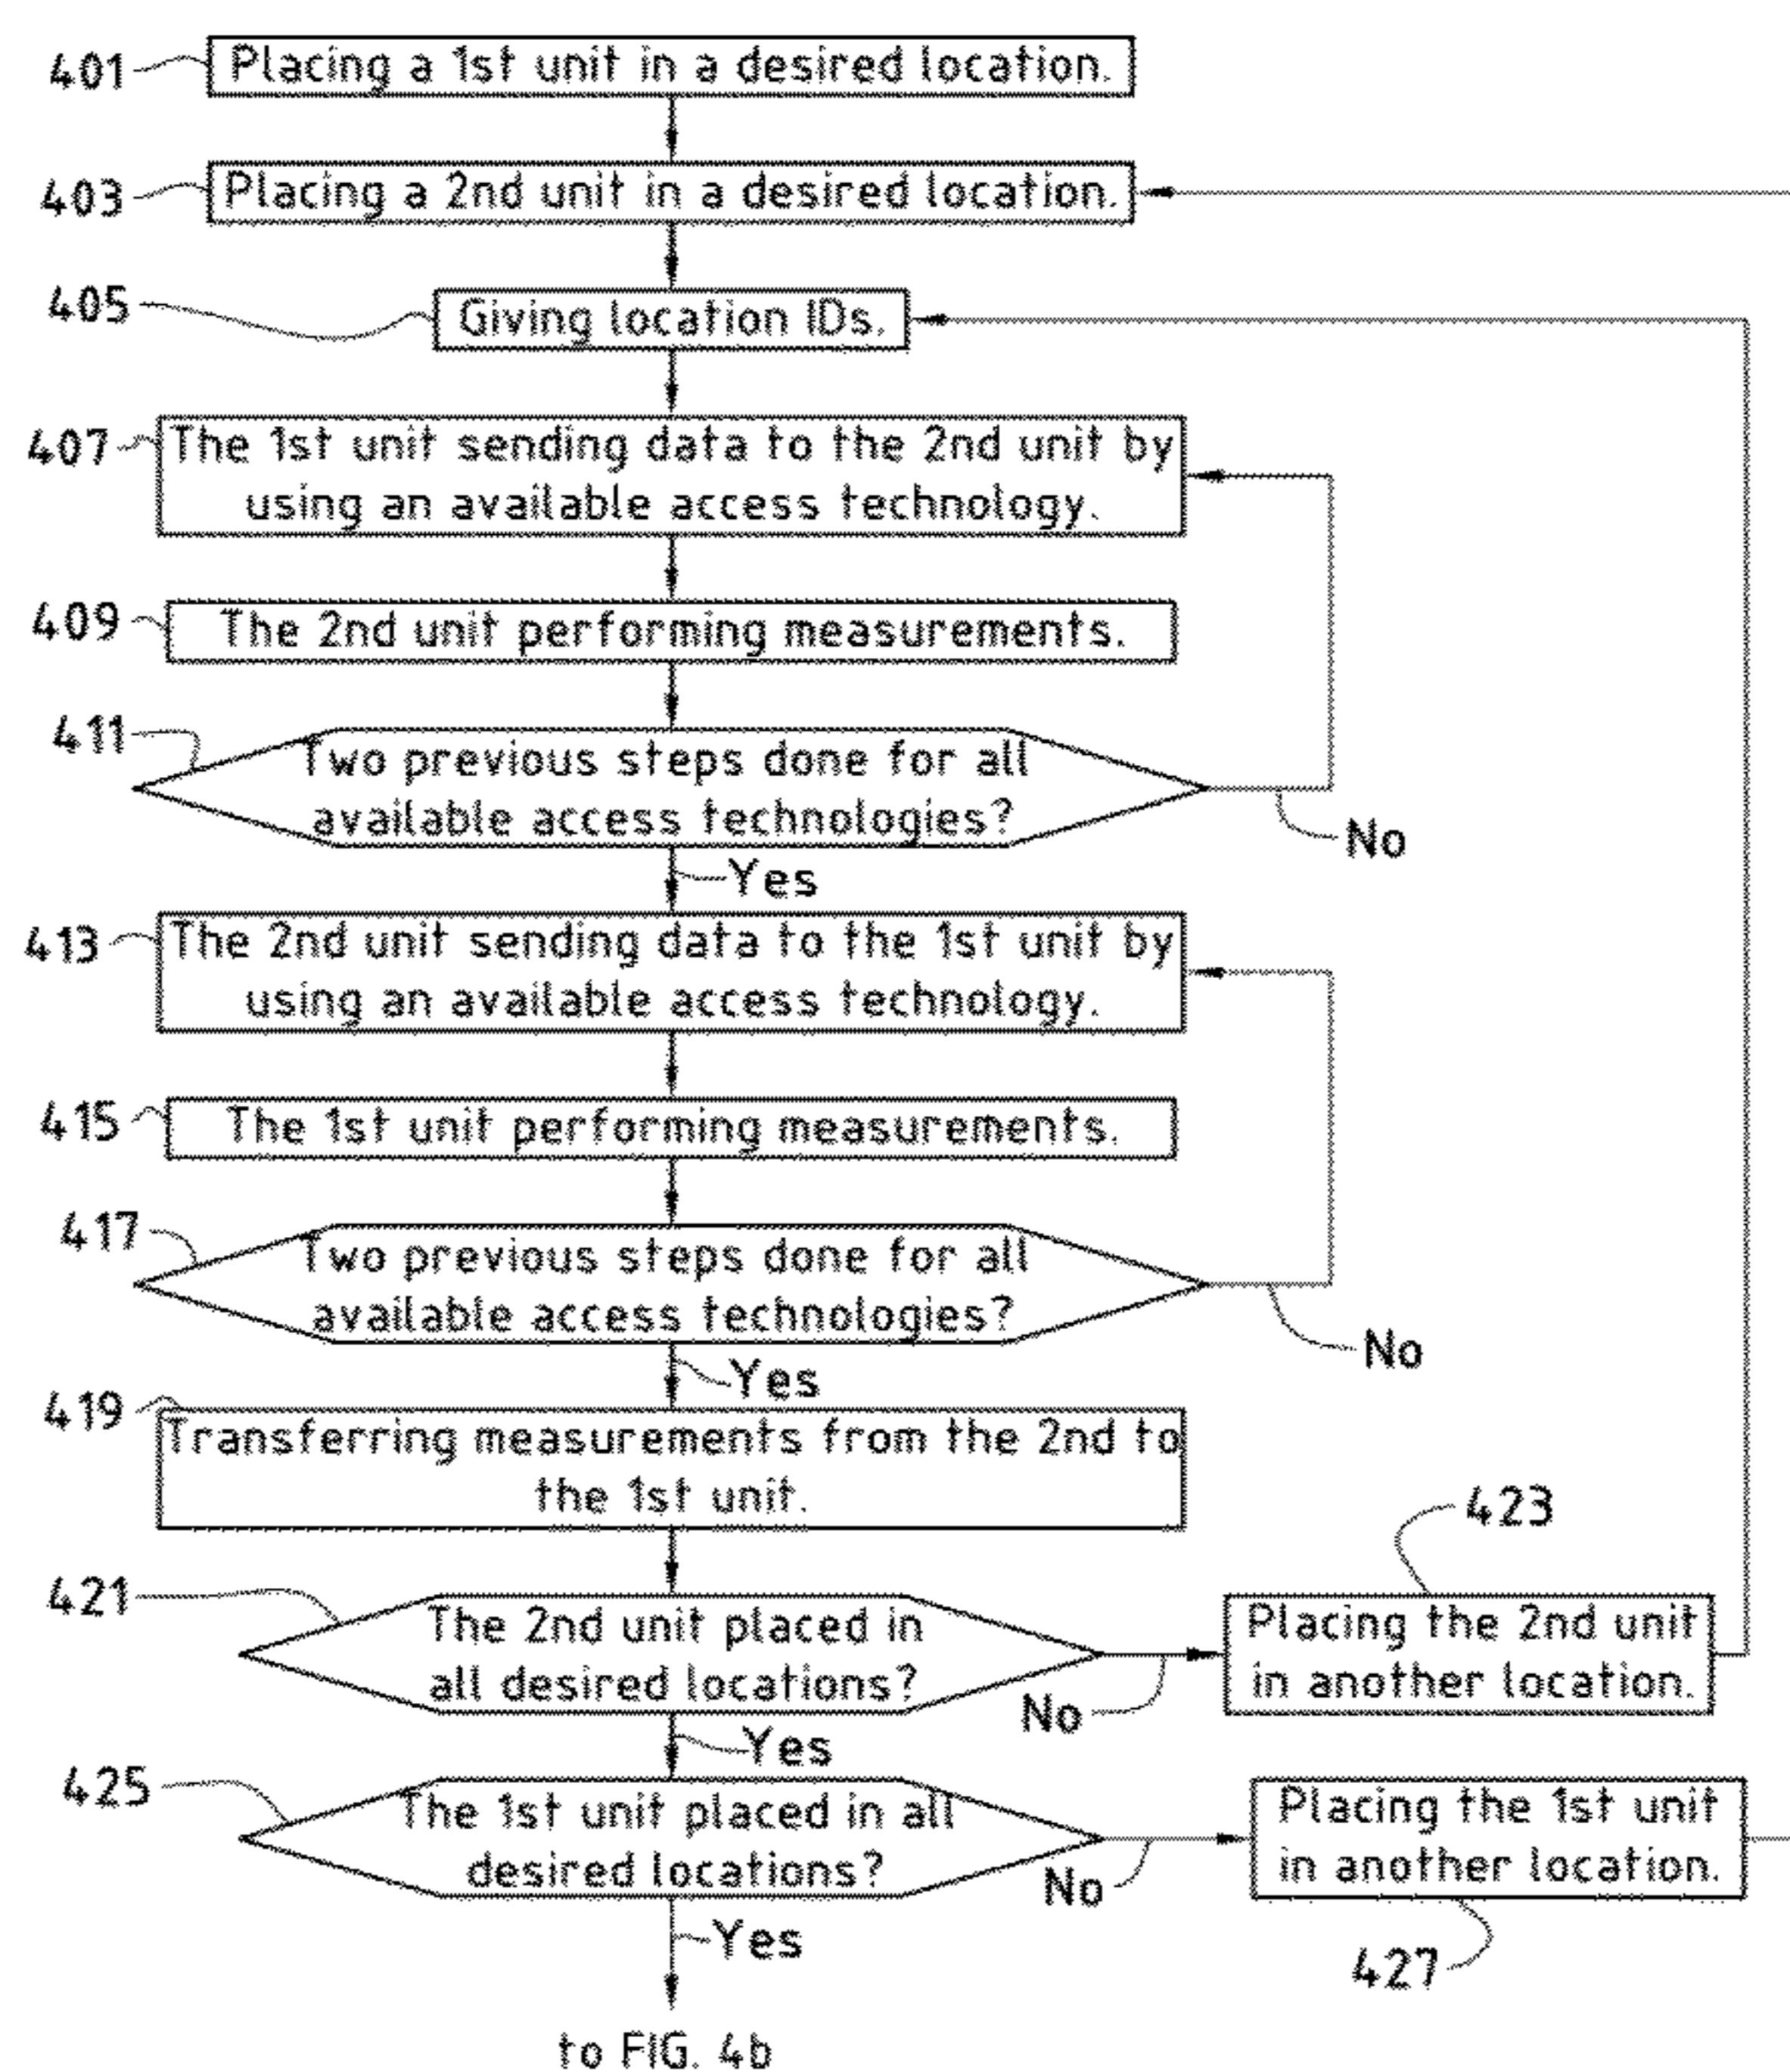 401
Placing a 1st unit in a desired location.
403
Placing a 2nd unit in a desired location.
405
Giving location IDs.
407
The 1st unit sending data to the 2nd unit by
using an available access technology.
409
The 2nd unit performing measurements.
411
Two previous steps done for all
available access technologies?
No
Yes
413
The 2nd unit sending data to the 1st unit by
using an available access technology.
415
The 1st unit performing measurements.
417
Two previous steps done for all
available access technologies?
No
Yes
419
Transferring measurements from the 2nd to
the 1st unit.
421
The 2nd unit placed in
all desired locations?
No
423
Placing the 2nd unit
in another location.
Yes
425
The 1st unit placed in all
desired locations?
No
Placing the 1st unit
in another location.
427
Yes
to FIG. 4b